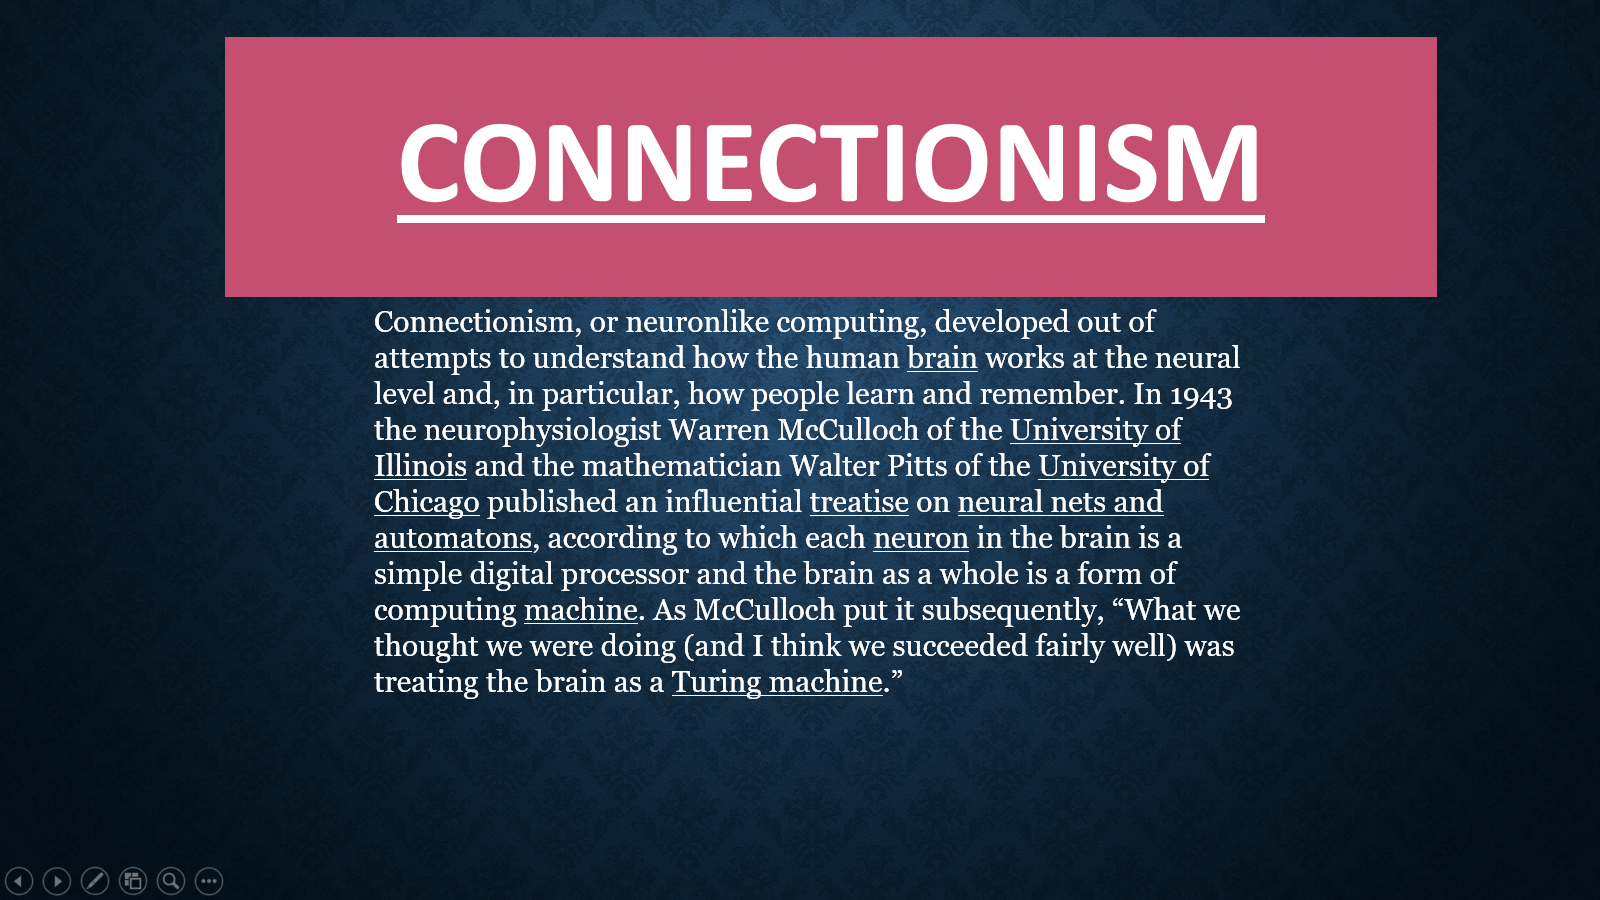 CONNECTIONISM
Connectionism, or neuronlike computing, developed out of
attempts to understand how the human brain works at the neural
level and, in particular, how people learn and remember. In 1943
the neurophysiologist Warren McCulloch of the University of
Illinois and the mathematician Walter Pitts of the University of
Chicago published an influential treatise on neural nets and
automatons, according to which each neuron in the brain is a
simple digital processor and the brain as a whole is a form of
computing machine. As McCulloch put it subsequently, “What we
thought we were doing (and I think we succeeded fairly well) was
treating the brain as a Turing machine.”